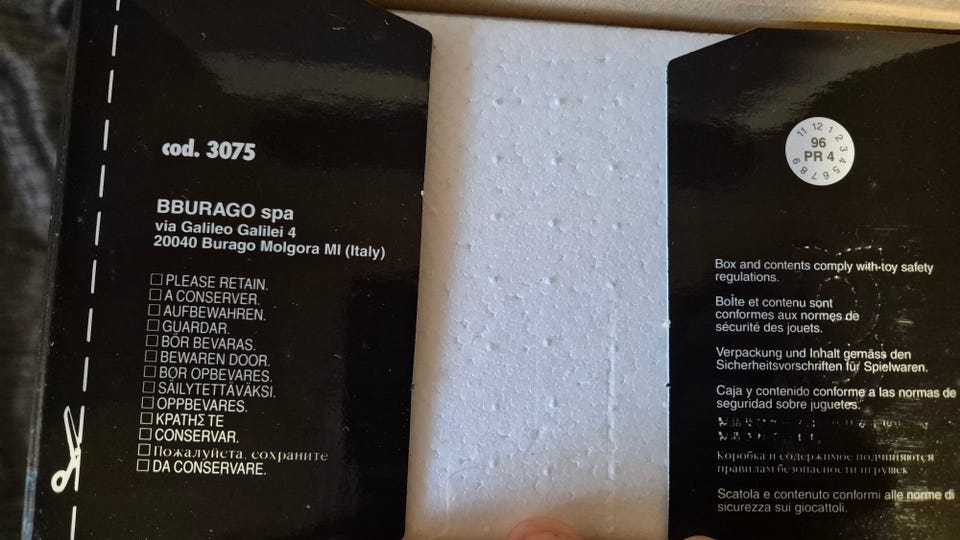 cod. 3075
BBURAGO spa
via Galileo Galilei 4
20040 Burago Molgora MI (Italy)
PLEASE RETAIN.
A CONSERVER.
AUFBEWAHREN.
GUARDAR.
BÖR BEVARAS.
BEWAREN DOOR.
BØR OPBEVARES.
SÄILYTETTÄVÄKSI.
OPPBEVARES.
ΚΡΑΤΗΣΤΕ
CONSERVAR.
Пожалуйста, сохраните
DA CONSERVARE.
11 12 1 2 3 4 5 6 7 8 9
96
PR 4
Box and contents comply with toy safety
regulations.
Boîte et contenu sont
conformes aux normes de
sécurité des jouets.
Verpackung und Inhalt gemäss den
Sicherheitsvorschriften für Spielwaren.
Caja y contenido conforme a las normas de
seguridad sobre juguetes.
Коробка и содержимое подчиняются
правилам безопасности игрушек
Scatola e contenuto conformi alle norme di
sicurezza sui giocattoli.